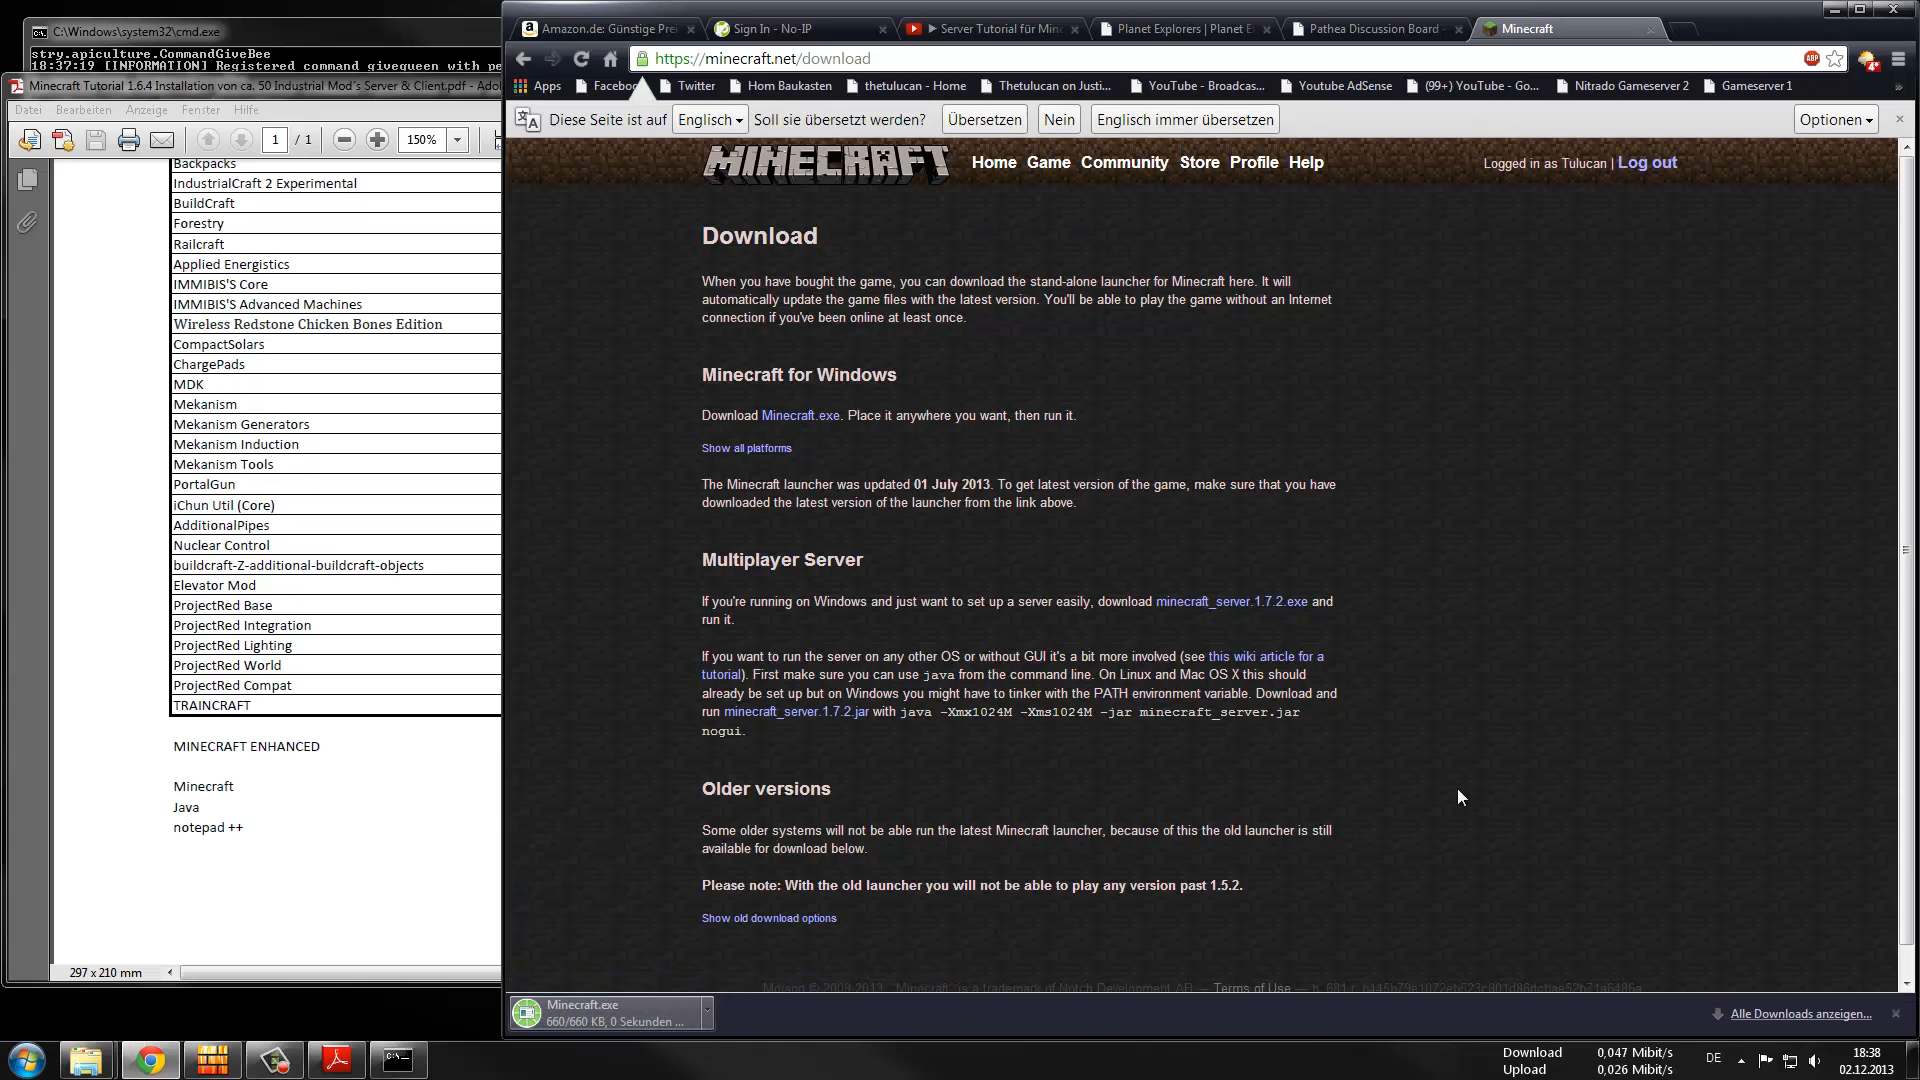 C:\Windows\system32\cmd.exe
stry.apiculture.CommandGiveBee
18:37:19 [INFORMATION] Registered command givequeen with pe
Minecraft Tutorial 1.6.4 Installation von ca. 50 Industrial Mod´s Server & Client.pdf - Ado
Datei Bearbeiten Anzeige Fenster Hilfe
1 / 1 150%
Backpacks
IndustrialCraft 2 Experimental
BuildCraft
Forestry
Railcraft
Applied Energistics
IMMIBIS'S Core
IMMIBIS'S Advanced Machines
Wireless Redstone Chicken Bones Edition
CompactSolars
ChargePads
MDK
Mekanism
Mekanism Generators
Mekanism Induction
Mekanism Tools
PortalGun
iChun Util (Core)
AdditionalPipes
Nuclear Control
buildcraft-Z-additional-buildcraft-objects
Elevator Mod
ProjectRed Base
ProjectRed Integration
ProjectRed Lighting
ProjectRed World
ProjectRed Compat
TRAINCRAFT
MINECRAFT ENHANCED
Minecraft
Java
notepad ++
297 x 210 mm
Amazon.de: Günstige Prei
Sign In - No-IP
Server Tutorial für Min
Planet Explorers | Planet E
Pathea Discussion Board -
Minecraft
https://minecraft.net/download
ABP
Apps Faceboo Twitter Horn Baukasten thetulucan - Home Thetulucan on Justi... YouTube - Broadcas... Youtube AdSense (99+) YouTube - Go... Nitrado Gameserver 2 Gameserver 1 »
Diese Seite ist auf Englisch Soll sie übersetzt werden? Übersetzen Nein Englisch immer übersetzen Optionen
MINECRAFT
Home Game Community Store Profile Help
Logged in as Tulucan | Log out
Download
When you have bought the game, you can download the stand-alone launcher for Minecraft here. It will
automatically update the game files with the latest version. You'll be able to play the game without an Internet
connection if you've been online at least once.
Minecraft for Windows
Download Minecraft.exe. Place it anywhere you want, then run it.
Show all platforms
The Minecraft launcher was updated 01 July 2013. To get latest version of the game, make sure that you have
downloaded the latest version of the launcher from the link above.
Multiplayer Server
If you're running on Windows and just want to set up a server easily, download minecraft_server.1.7.2.exe and
run it.
If you want to run the server on any other OS or without GUI it's a bit more involved (see this wiki article for a
tutorial). First make sure you can use java from the command line. On Linux and Mac OS X this should
already be set up but on Windows you might have to tinker with the PATH environment variable. Download and
run minecraft_server.1.7.2.jar with java -Xmx1024M -Xms1024M -jar minecraft_server.jar
nogui.
Older versions
Some older systems will not be able run the latest Minecraft launcher, because of this the old launcher is still
available for download below.
Please note: With the old launcher you will not be able to play any version past 1.5.2.
Show old download options
Mojang © 2009-2013. "Minecraft" is a trademark of Notch Development AB — Terms of Use —
Minecraft.exe
660/660 KB, 0 Sekunden ...
Alle Downloads anzeigen...
Download 0,047 Mibit/s
Upload 0,026 Mibit/s
DE
18:38
02.12.2013